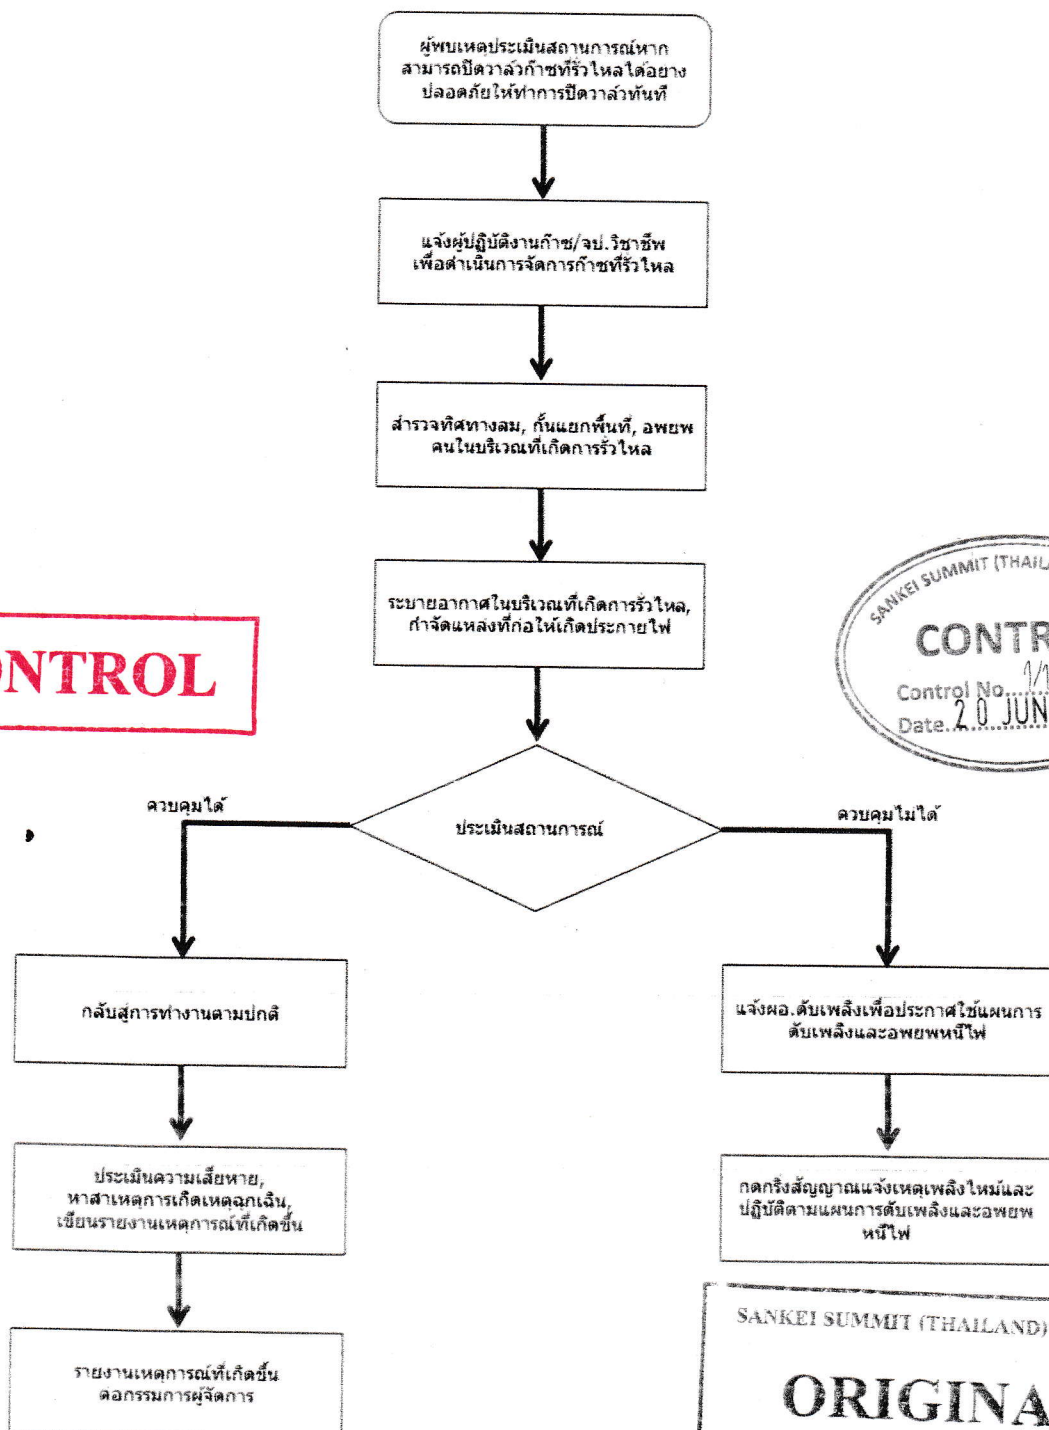 ผู้พบเหตุประเมินสถานการณ์หาก
สามารถปิดวาล์วก๊าซที่รั่วไหลได้อย่าง
ปลอดภัยให้ทำการปิดวาล์วทันที
แจ้งผู้ปฏิบัติงานก๊าซ/จป.วิชาชีพ
เพื่อดำเนินการจัดการก๊าซที่รั่วไหล
สำรวจทิศทางลม, กั้นแยกพื้นที่, อพยพ
คนในบริเวณที่เกิดการรั่วไหล
ระบายอากาศในบริเวณที่เกิดการรั่วไหล,
กำจัดแหล่งที่ก่อให้เกิดประกายไฟ
ONTROL
SANKEI SUMMIT (THAILA
CONTR
Control No.
Date. 20 JUN
ประเมินสถานการณ์
ควบคุมได้
ควบคุมไม่ได้
กลับสู่การทำงานตามปกติ
แจ้งผอ.ดับเพลิงเพื่อประกาศใช้แผนการ
ดับเพลิงและอพยพหนีไฟ
ประเมินความเสียหาย,
หาสาเหตุการเกิดเหตุฉุกเฉิน,
เขียนรายงานเหตุการณ์ที่เกิดขึ้น
กดกริ่งสัญญาณแจ้งเหตุเพลิงไหม้และ
ปฏิบัติตามแผนการดับเพลิงและอพยพ
หนีไฟ
รายงานเหตุการณ์ที่เกิดขึ้น
ต่อกรรมการผู้จัดการ
SANKEI SUMMIT (THAILAND)
ORIGINA